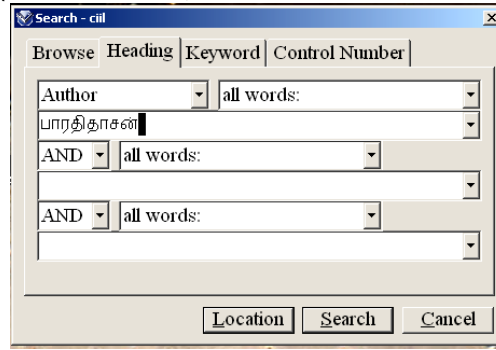 Search - ciil
Browse Heading Keyword Control Number
Author all words:
பாரதிதாசன்
AND all words:
AND all words:
Location Search Cancel